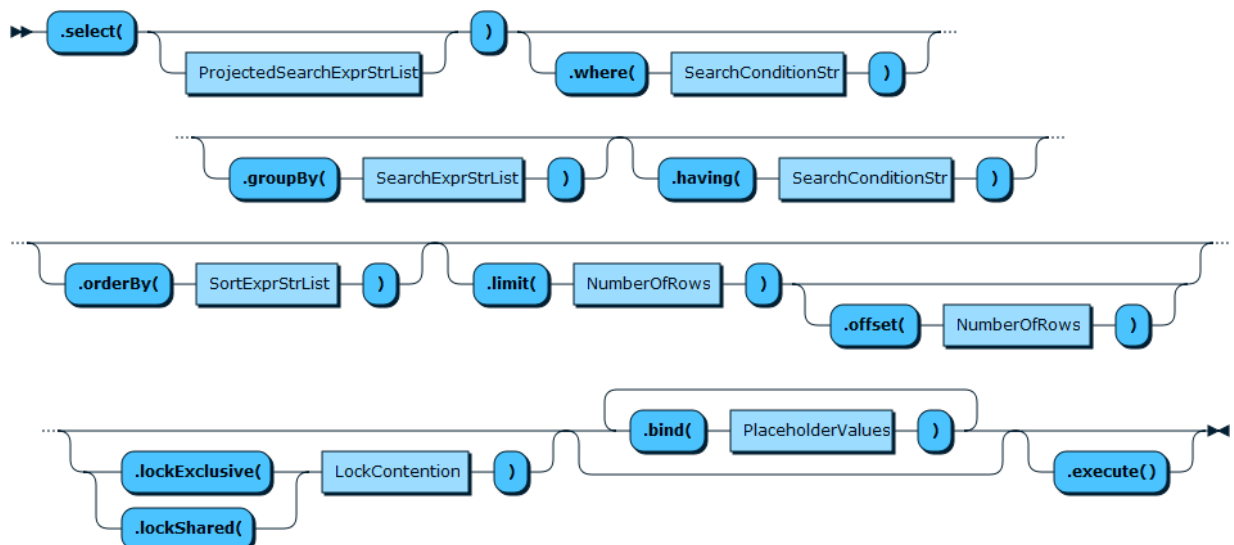 .select( ProjectedSearchExprStrList ) .where( SearchConditionStr )
.groupBy( SearchExprStrList ) .having( SearchConditionStr )
.orderBy( SortExprStrList ) .limit( NumberOfRows )
.offset( NumberOfRows )
.bind( PlaceholderValues )
.lockExclusive( LockContention ) .execute()
.lockShared(